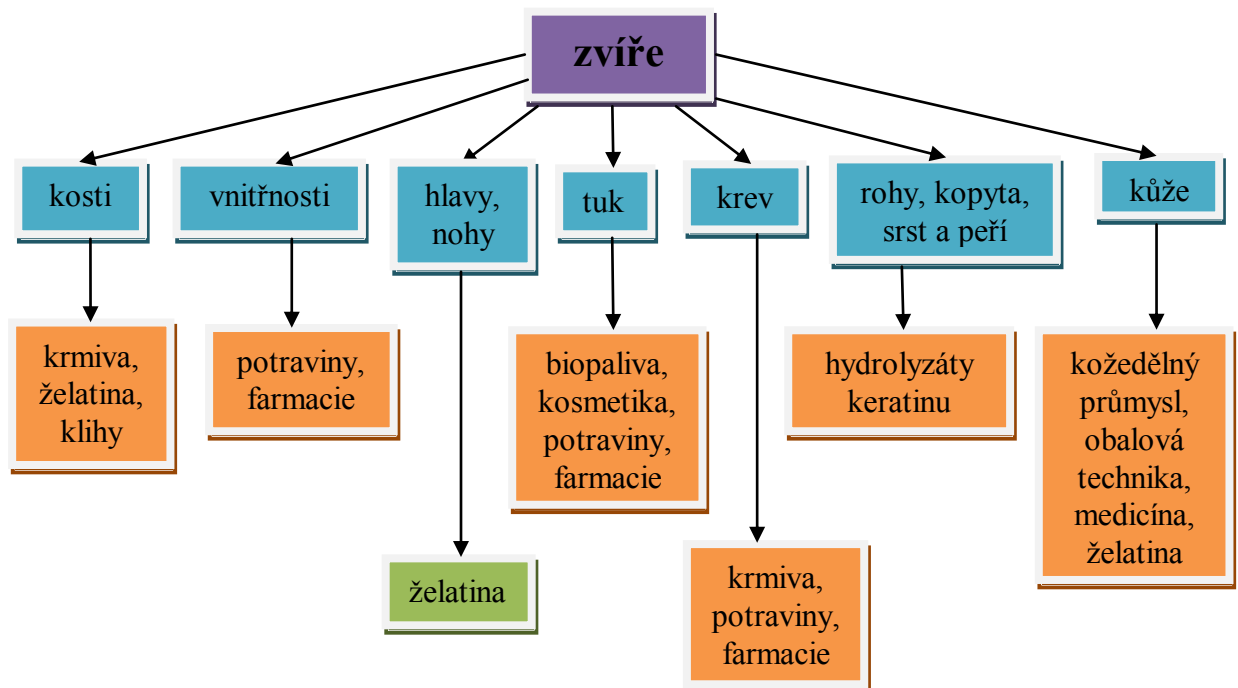 zvíře
kosti
vnitřnosti
hlavy,
nohy
tuk
krev
rohy, kopyta,
srst a peří
kůže
krmiva,
želatina,
klihy
potraviny,
farmacie
želatina
biopaliva,
kosmetika,
potraviny,
farmacie
krmiva,
potraviny,
farmacie
hydrolyzáty
keratinu
kožedělný
průmysl,
obalová
technika,
medicína,
želatina